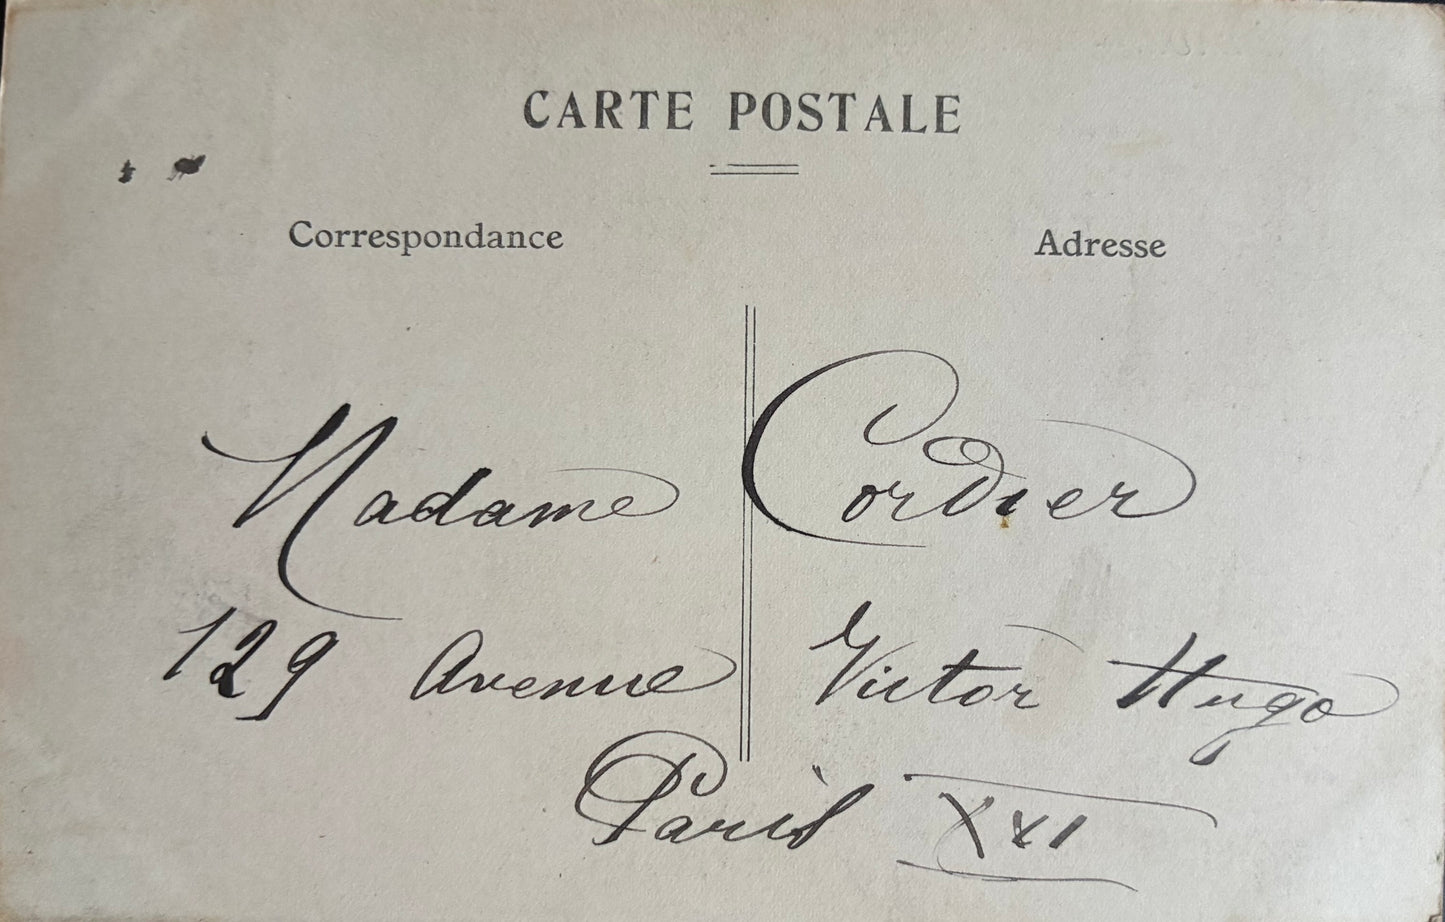 CARTE POSTALE
Correspondance Adresse
Madame Cordier
129 Avenue Victor Hugo
Paris XVI